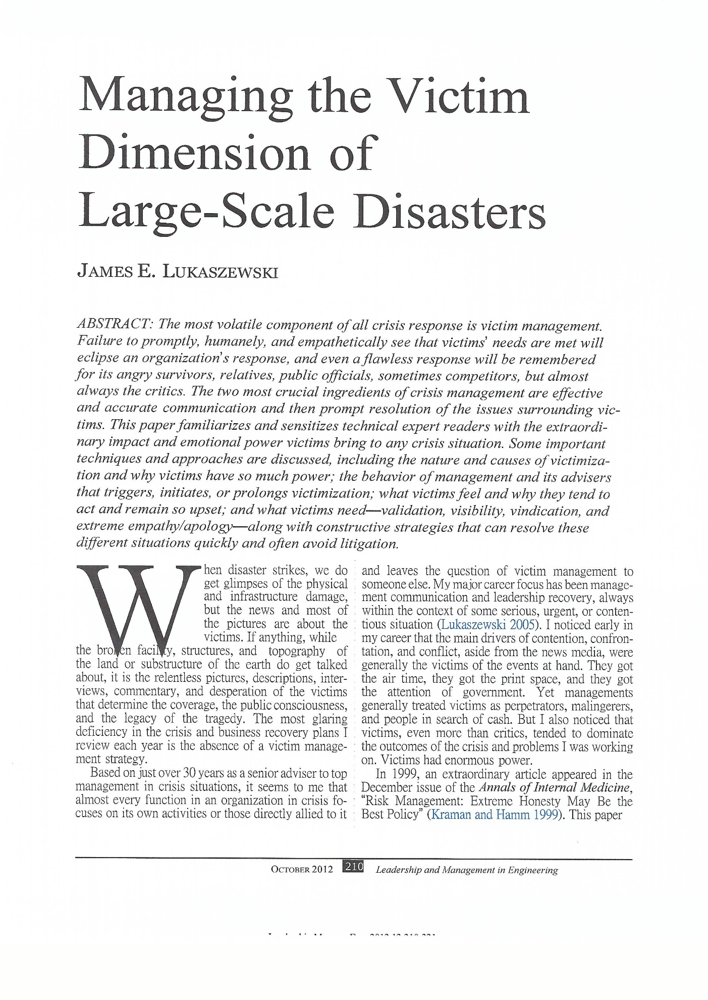 Managing the Victim
Dimension of
Large-Scale Disasters
JAMES E. LUKASZEWSKI
ABSTRACT: The most volatile component of all crisis response is victim management.
Failure to promptly, humanely, and empathetically see that victims' needs are met will
eclipse an organization's response, and even a flawless response will be remembered
for its angry survivors, relatives, public officials, sometimes competitors, but almost
always the critics. The two most crucial ingredients of crisis management are effective
and accurate communication and then prompt resolution of the issues surrounding vic-
tims. This paper familiarizes and sensitizes technical expert readers with the extraordi-
nary impact and emotional power victims bring to any crisis situation. Some important
techniques and approaches are discussed, including the nature and causes of victimiza-
tion and why victims have so much power; the behavior of management and its advisers
that triggers, initiates, or prolongs victimization; what victims feel and why they tend to
act and remain so upset; and what victims need—validation, visibility, vindication, and
extreme empathy/apology—along with constructive strategies that can resolve these
different situations quickly and often avoid litigation.
When disaster strikes, we do
get glimpses of the physical
and infrastructure damage,
but the news and most of
the pictures are about the
victims. If anything, while
the broken facility, structures, and topography of
the land or substructure of the earth do get talked
about, it is the relentless pictures, descriptions, inter-
views, commentary, and desperation of the victims
that determine the coverage, the public consciousness,
and the legacy of the tragedy. The most glaring
deficiency in the crisis and business recovery plans I
review each year is the absence of a victim manage-
ment strategy.
Based on just over 30 years as a senior adviser to top
management in crisis situations, it seems to me that
almost every function in an organization in crisis fo-
cuses on its own activities or those directly allied to it
and leaves the question of victim management to
someone else. My major career focus has been manage-
ment communication and leadership recovery, always
within the context of some serious, urgent, or conten-
tious situation (Lukaszewski 2005). I noticed early in
my career that the main drivers of contention, confron-
tation, and conflict, aside from the news media, were
generally the victims of the events at hand. They got
the air time, they got the print space, and they got
the attention of government. Yet managements
generally treated victims as perpetrators, malingerers,
and people in search of cash. But I also noticed that
victims, even more than critics, tended to dominate
the outcomes of the crisis and problems I was working
on. Victims had enormous power.
In 1999, an extraordinary article appeared in the
December issue of the Annals of Internal Medicine,
“Risk Management: Extreme Honesty May Be the
Best Policy” (Kraman and Hamm 1999). This paper
OCTOBER 2012 210 Leadership and Management in Engineering